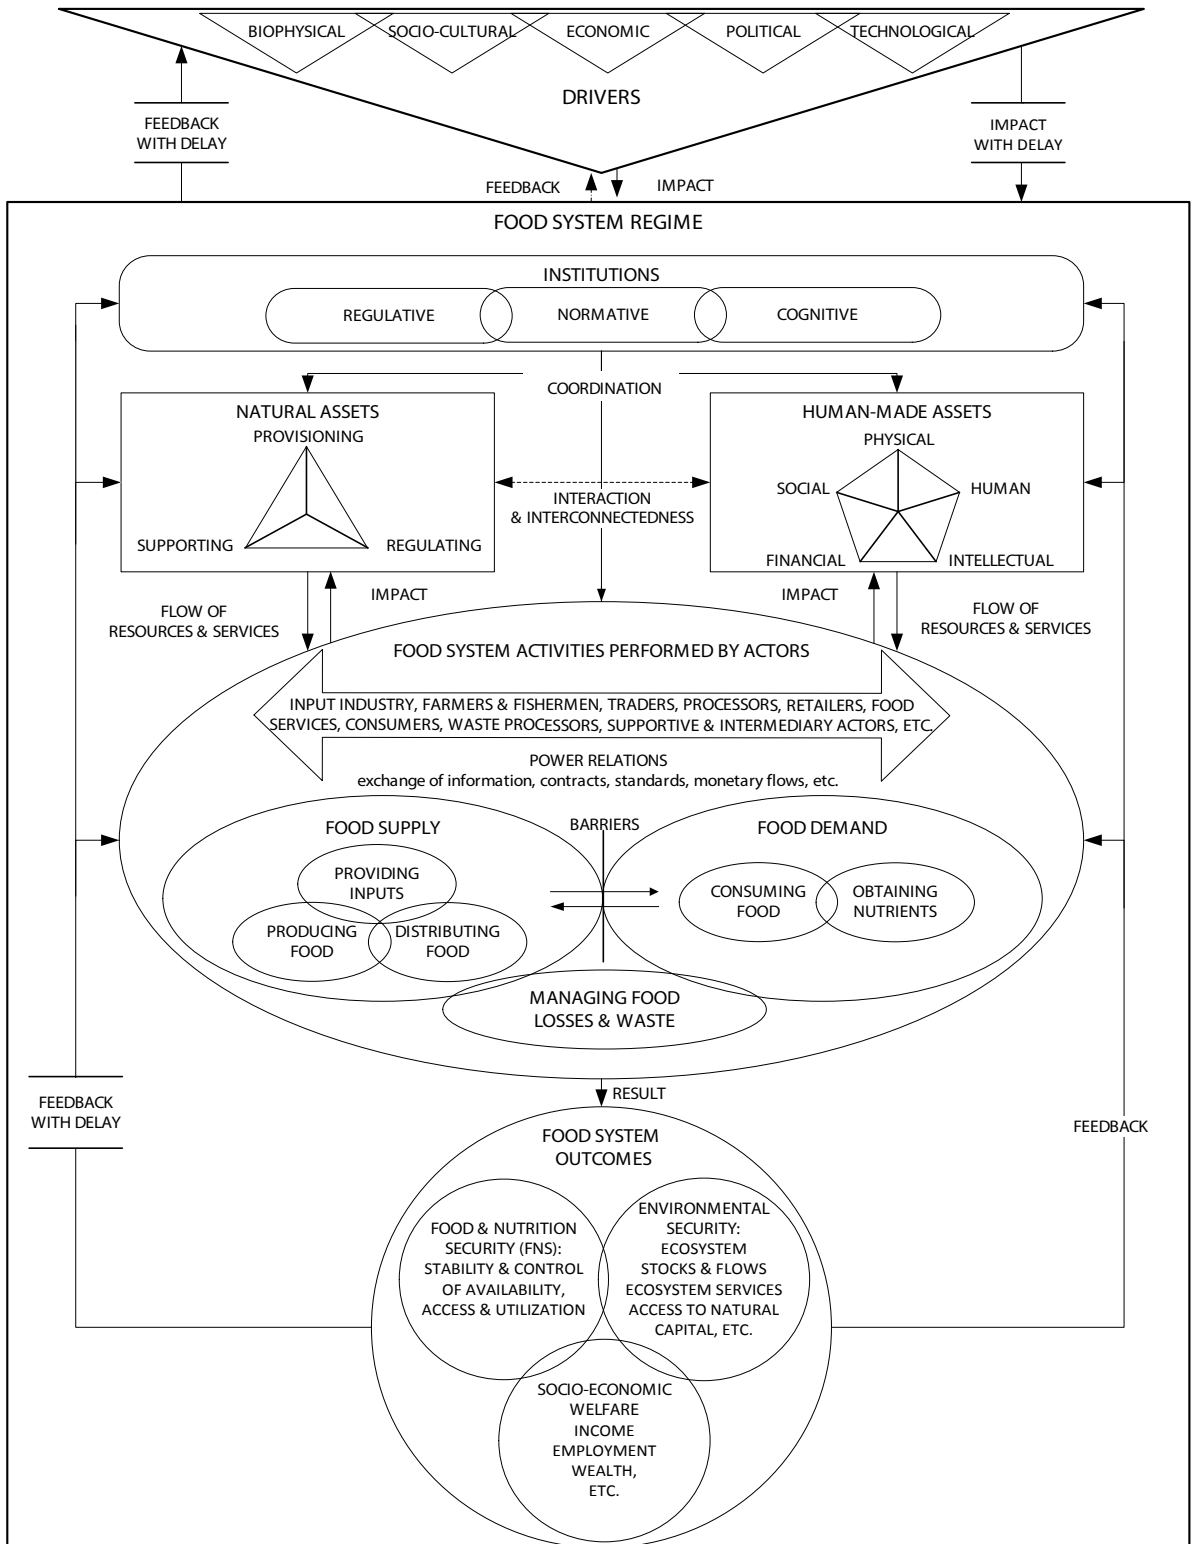 BIOPHYSICAL
SOCIO-CULTURAL
ECONOMIC
POLITICAL
TECHNOLOGICAL
DRIVERS
FEEDBACK
WITH DELAY
IMPACT
WITH DELAY
FEEDBACK
IMPACT
FOOD SYSTEM REGIME
INSTITUTIONS
REGULATIVE
NORMATIVE
COGNITIVE
COORDINATION
NATURAL ASSETS
PROVISIONING
SUPPORTING
REGULATING
HUMAN-MADE ASSETS
PHYSICAL
SOCIAL
HUMAN
FINANCIAL
INTELLECTUAL
INTERACTION
& INTERCONNECTEDNESS
FLOW OF
RESOURCES & SERVICES
IMPACT
IMPACT
FLOW OF
RESOURCES & SERVICES
FOOD SYSTEM ACTIVITIES PERFORMED BY ACTORS
INPUT INDUSTRY, FARMERS & FISHERMEN, TRADERS, PROCESSORS, RETAILERS, FOOD
SERVICES, CONSUMERS, WASTE PROCESSORS, SUPPORTIVE & INTERMEDIARY ACTORS, ETC.
POWER RELATIONS
exchange of information, contracts, standards, monetary flows, etc.
FOOD SUPPLY
BARRIERS
FOOD DEMAND
PROVIDING
INPUTS
PRODUCING
FOOD
DISTRIBUTING
FOOD
CONSUMING
FOOD
OBTAINING
NUTRIENTS
MANAGING FOOD
LOSSES & WASTE
RESULT
FEEDBACK
WITH DELAY
FEEDBACK
FOOD SYSTEM
OUTCOMES
FOOD & NUTRITION
SECURITY (FNS):
STABILITY & CONTROL
OF AVAILABILITY,
ACCESS & UTILIZATION
ENVIRONMENTAL
SECURITY:
ECOSYSTEM
STOCKS & FLOWS
ECOSYSTEM SERVICES
ACCESS TO NATURAL
CAPITAL, ETC.
SOCIO-ECONOMIC
WELFARE
INCOME
EMPLOYMENT
WEALTH,
ETC.